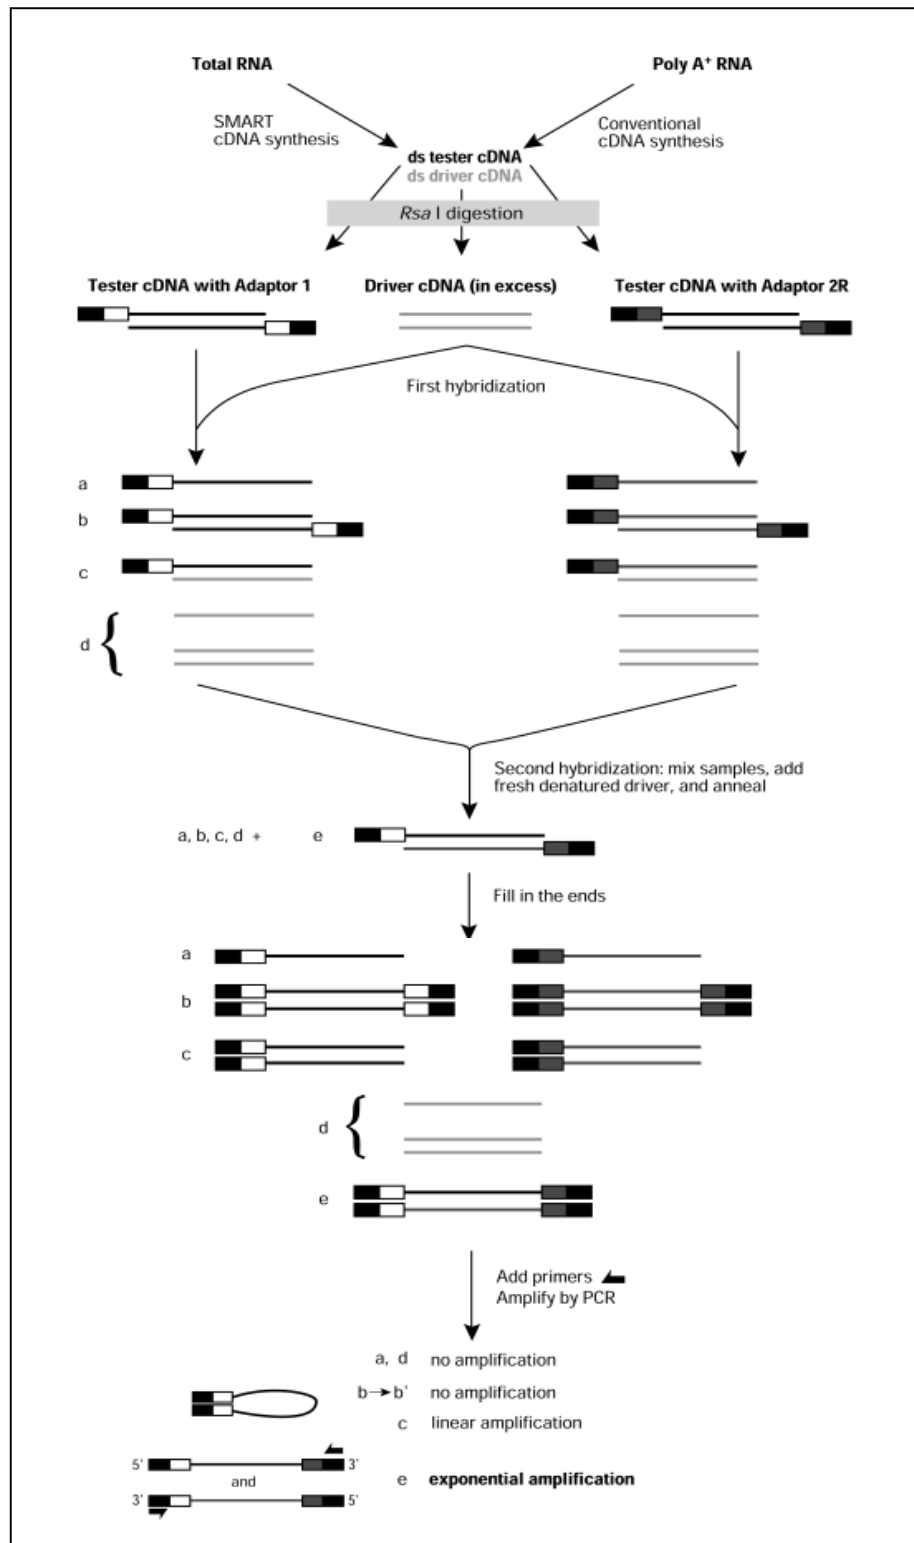 Total RNA
Poly A+ RNA
SMART
cDNA synthesis
Conventional
cDNA synthesis
ds tester cDNA
ds driver cDNA
Rsa I digestion
Tester cDNA with Adaptor 1
Driver cDNA (in excess)
Tester cDNA with Adaptor 2R
First hybridization
a
b
c
d {
Second hybridization: mix samples, add
fresh denatured driver, and anneal
a, b, c, d + e
Fill in the ends
a
b
c
d {
e
Add primers
Amplify by PCR
a, d no amplification
b→b' no amplification
c linear amplification
5' 3'
and
e exponential amplification
3' 5'